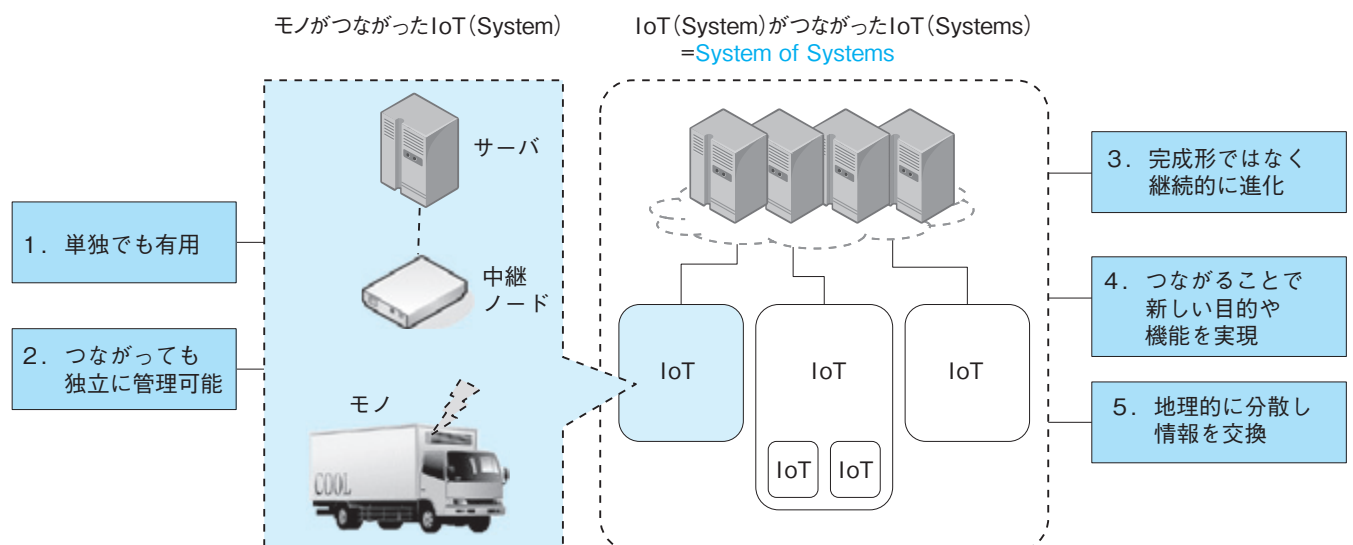 モノがつながったIoT(System)
IoT(System)がつながったIoT(Systems)
=System of Systems
サーバ
中継
ノード
モノ
COOL
1. 単独でも有用
2. つながっても
独立に管理可能
IoT
IoT
IoT
IoT
IoT
3. 完成形ではなく
継続的に進化
4. つながることで
新しい目的や
機能を実現
5. 地理的に分散し
情報を交換